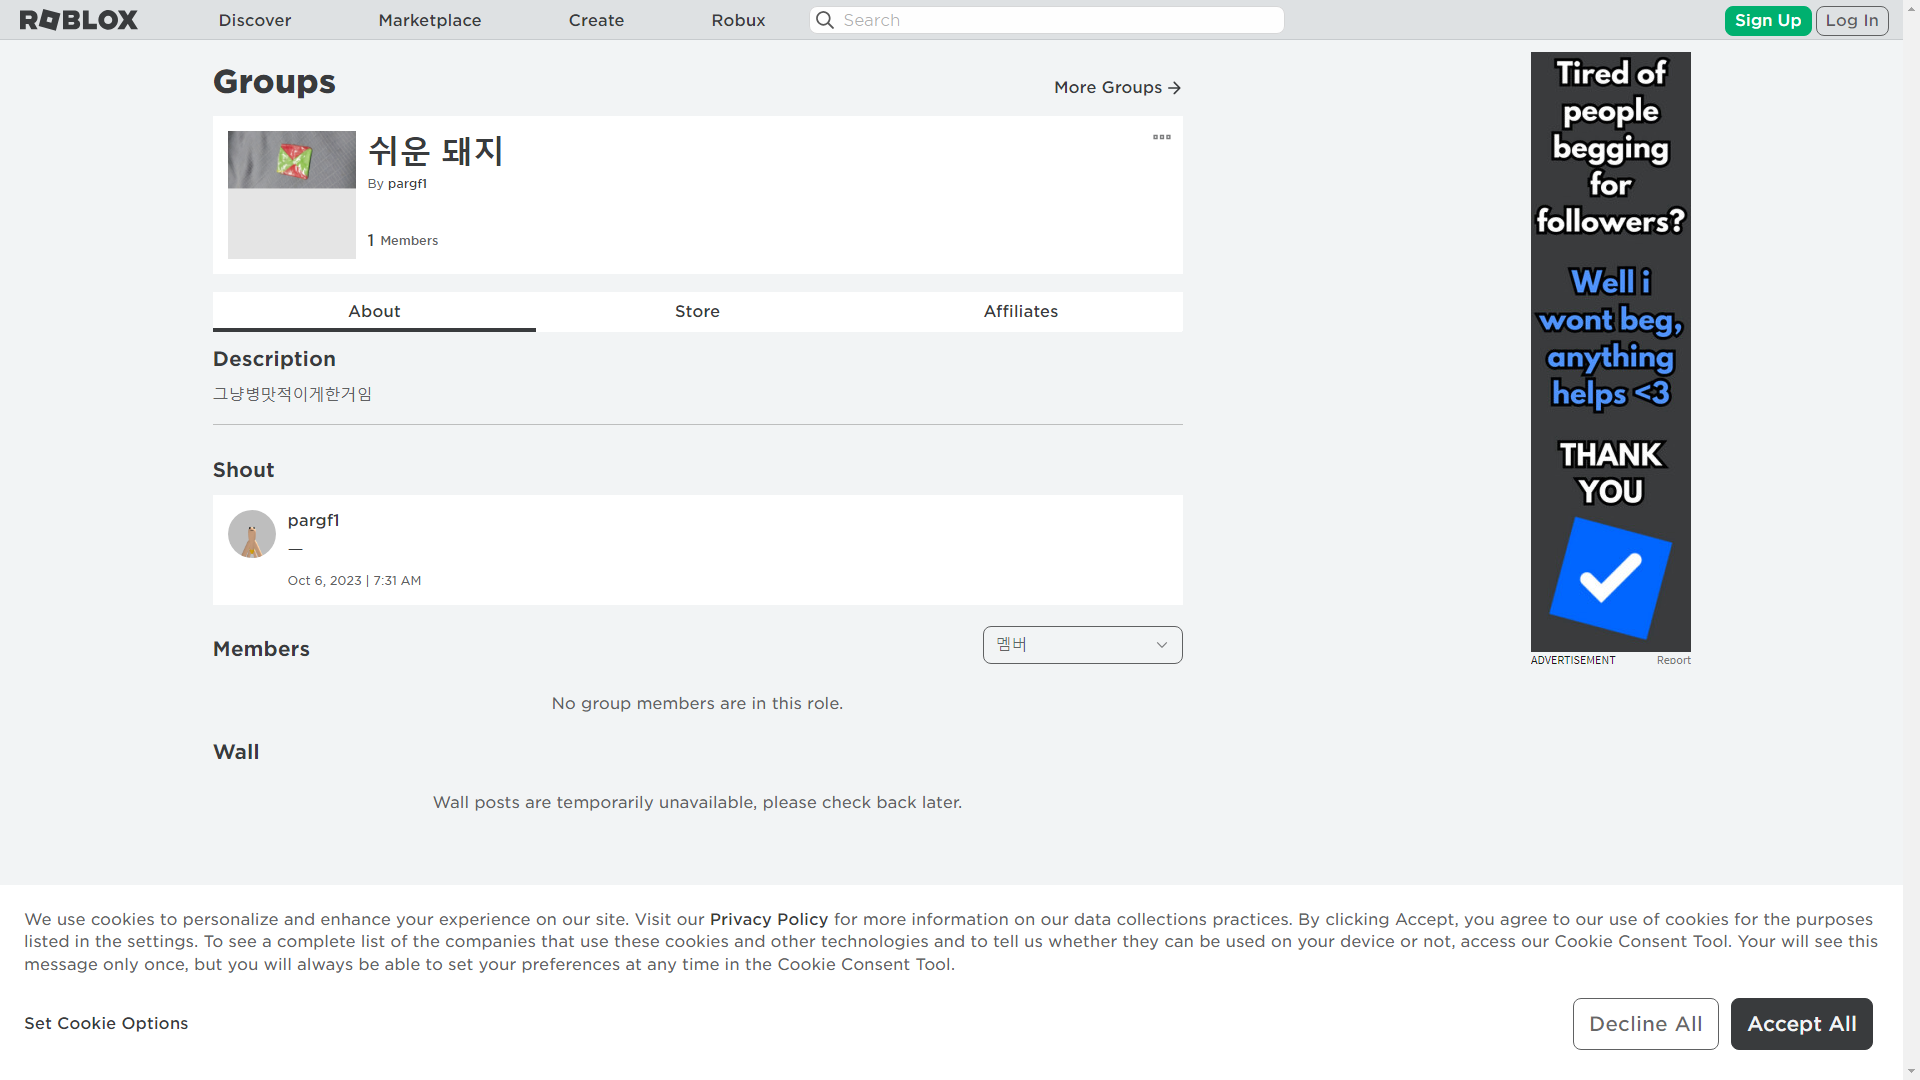 ROBLOX
Discover
Marketplace
Create
Robux
Search
Sign Up
Log In
Groups
More Groups
쉬운 돼지
By pargf1
1 Members
About
Store
Affiliates
Description
그냥병맛적이게한거임
Shout
pargf1
—
Oct 6, 2023 | 7:31 AM
Members
멤버
No group members are in this role.
Wall
Wall posts are temporarily unavailable, please check back later.
Tired of
people
begging
for
followers?
Well i
wont beg,
anything
helps <3
THANK
YOU
ADVERTISEMENT
Report
We use cookies to personalize and enhance your experience on our site. Visit our Privacy Policy for more information on our data collections practices. By clicking Accept, you agree to our use of cookies for the purposes
listed in the settings. To see a complete list of the companies that use these cookies and other technologies and to tell us whether they can be used on your device or not, access our Cookie Consent Tool. Your will see this
message only once, but you will always be able to set your preferences at any time in the Cookie Consent Tool.
Set Cookie Options
Decline All
Accept All